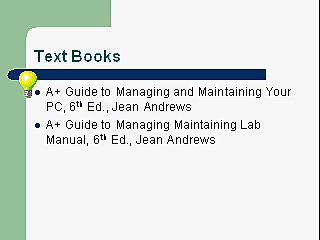 Text Books
A+ Guide to Managing and Maintaining Your
PC, 6th Ed., Jean Andrews
A+ Guide to Managing Maintaining Lab
Manual, 6th Ed., Jean Andrews